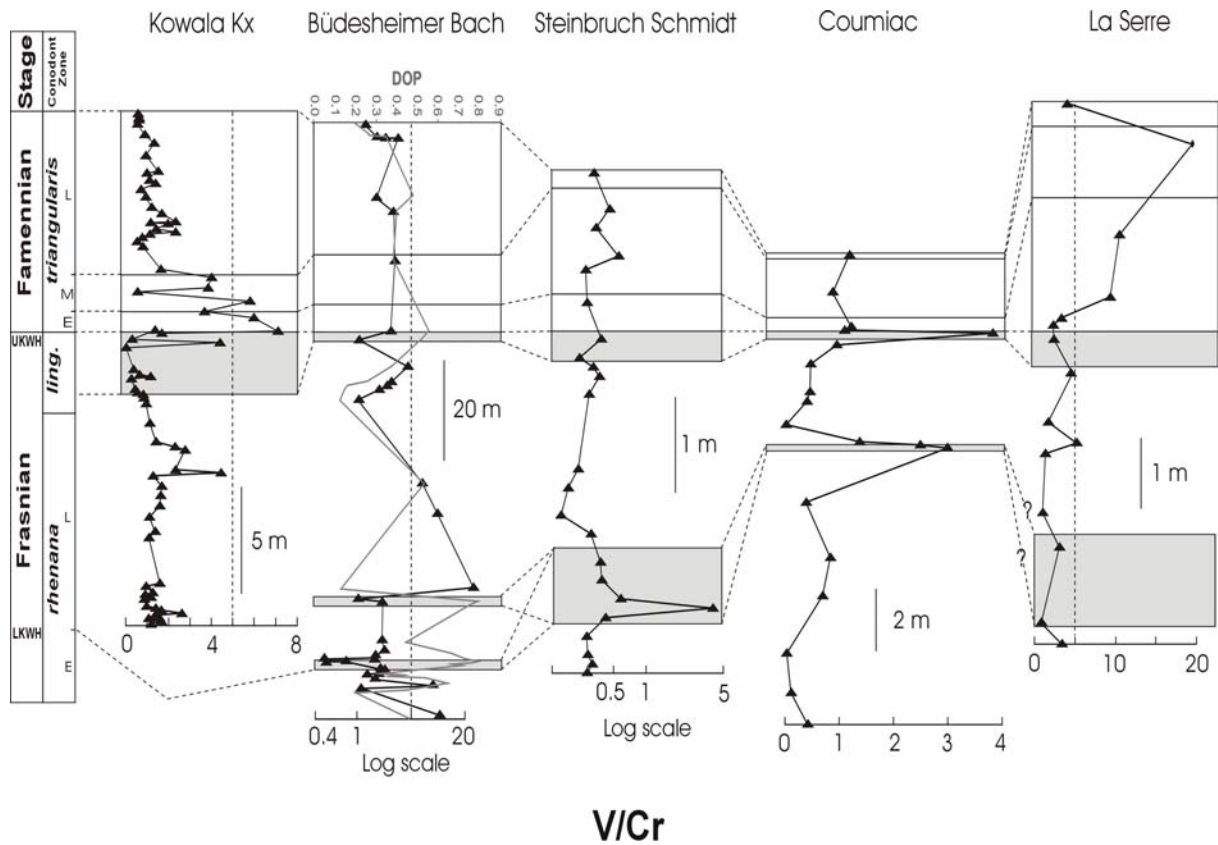 Kowala Kx
Büdesheimer Bach
Steinbruch Schmidt
Coumiac
La Serre
Stage
Conodont Zone
DOP
0.0 0.1 0.2 0.3 0.4 0.5 0.6 0.7 0.8 0.9
Famennian
triangularis
L
M
E
UKWH
ling.
Frasnian
rhenana
L
LKWH
E
5 m
20 m
1 m
2 m
1 m
?
?
0 4 8
0.4 1 20
Log scale
0.5 1 5
Log scale
0 1 2 3 4
0 10 20
V/Cr